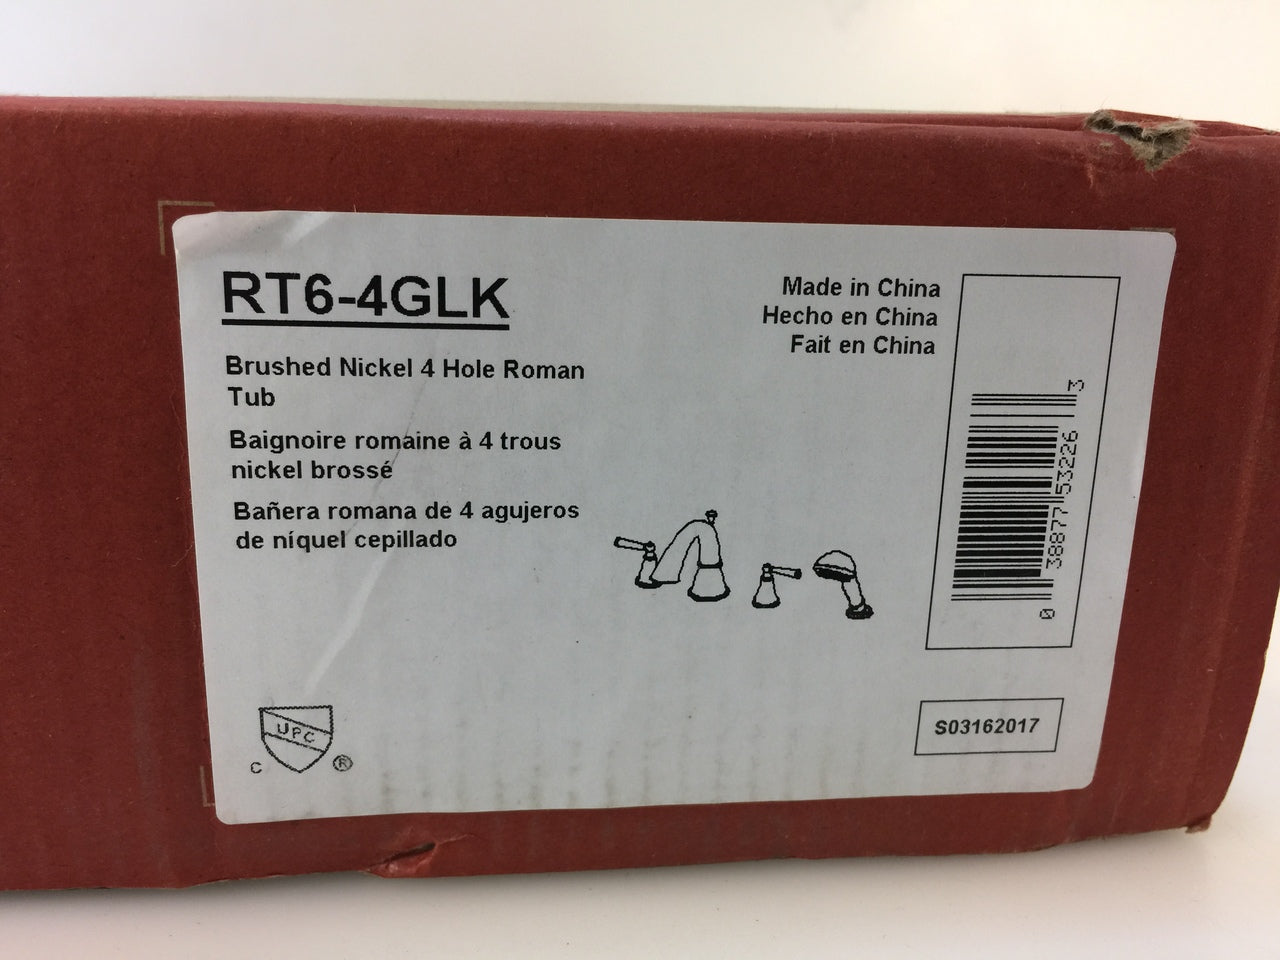 RT6-4GLK
Brushed Nickel 4 Hole Roman
Tub
Baignoire romaine à 4 trous
nickel brossé
Bañera romana de 4 agujeros
de níquel cepillado
Made in China
Hecho en China
Fait en China
0 38877 53226 3
UPC
C ®
S03162017